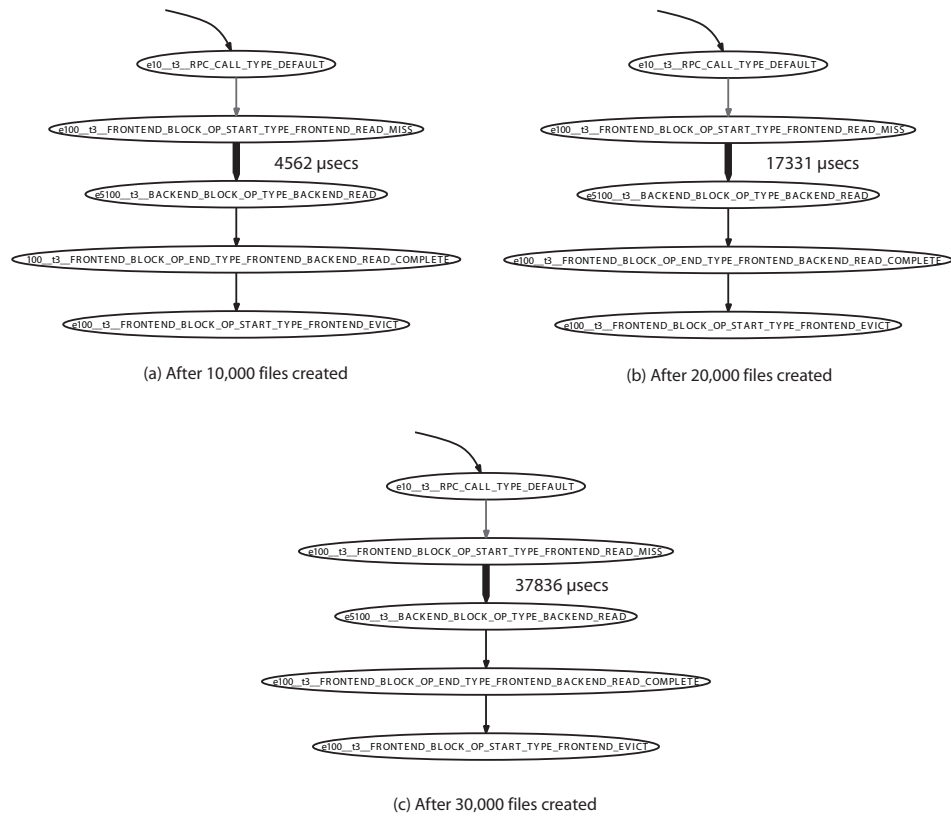 e10__t3__RPC_CALL_TYPE_DEFAULT
e100__t3__FRONTEND_BLOCK_OP_START_TYPE_FRONTEND_READ_MISS
4562 µsecs
e5100__t3__BACKEND_BLOCK_OP_TYPE_BACKEND_READ
100__t3__FRONTEND_BLOCK_OP_END_TYPE_FRONTEND_BACKEND_READ_COMPLETE
e100__t3__FRONTEND_BLOCK_OP_START_TYPE_FRONTEND_EVICT
(a) After 10,000 files created
e10__t3__RPC_CALL_TYPE_DEFAULT
e100__t3__FRONTEND_BLOCK_OP_START_TYPE_FRONTEND_READ_MISS
17331 µsecs
e5100__t3__BACKEND_BLOCK_OP_TYPE_BACKEND_READ
e100__t3__FRONTEND_BLOCK_OP_END_TYPE_FRONTEND_BACKEND_READ_COMPLETE
e100__t3__FRONTEND_BLOCK_OP_START_TYPE_FRONTEND_EVICT
(b) After 20,000 files created
e10__t3__RPC_CALL_TYPE_DEFAULT
e100__t3__FRONTEND_BLOCK_OP_START_TYPE_FRONTEND_READ_MISS
37836 µsecs
e5100__t3__BACKEND_BLOCK_OP_TYPE_BACKEND_READ
e100__t3__FRONTEND_BLOCK_OP_END_TYPE_FRONTEND_BACKEND_READ_COMPLETE
e100__t3__FRONTEND_BLOCK_OP_START_TYPE_FRONTEND_EVICT
(c) After 30,000 files created